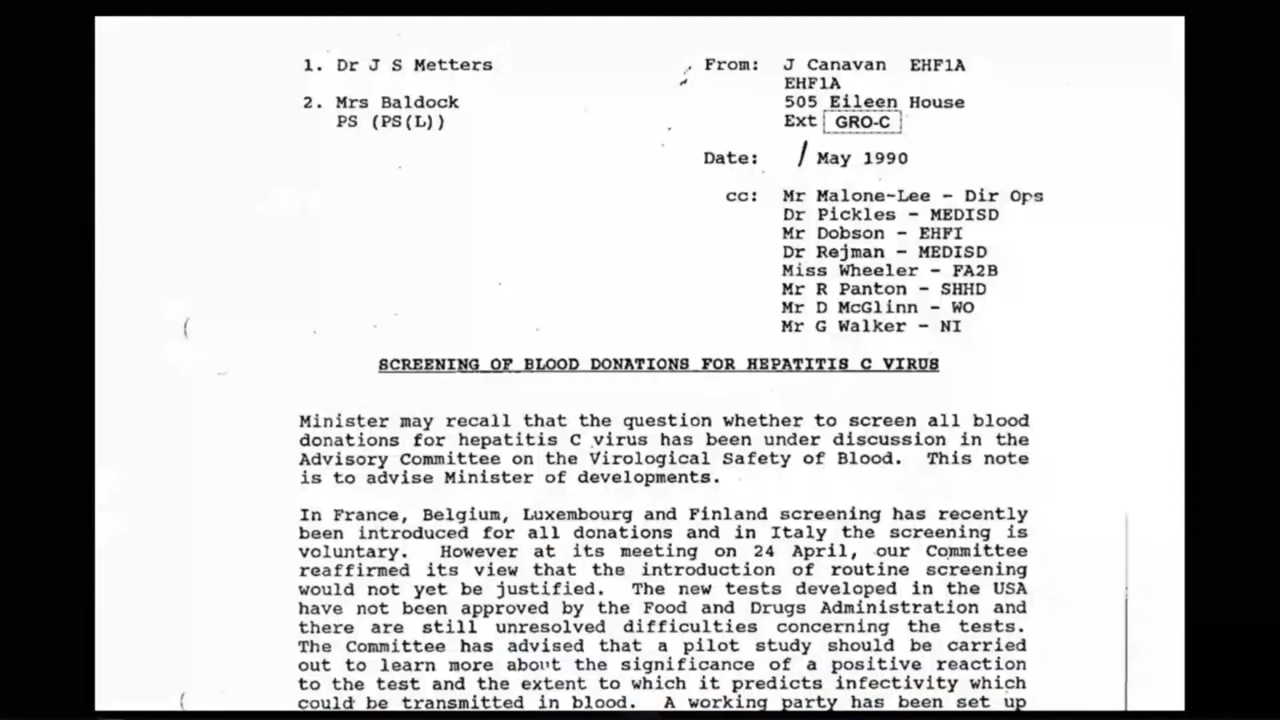 1. Dr J S Metters
2. Mrs Baldock
PS (PS(L))
From: J Canavan EHF1A
EHF1A
505 Eileen House
Ext GRO-C
Date: / May 1990
cc: Mr Malone-Lee - Dir Ops
Dr Pickles - MEDISD
Mr Dobson - EHFI
Dr Rejman - MEDISD
Miss Wheeler - FA2B
Mr R Panton - SHHD
Mr D McGlinn - WO
Mr G Walker - NI
SCREENING OF BLOOD DONATIONS FOR HEPATITIS C VIRUS
Minister may recall that the question whether to screen all blood
donations for hepatitis C virus has been under discussion in the
Advisory Committee on the Virological Safety of Blood. This note
is to advise Minister of developments.
In France, Belgium, Luxembourg and Finland screening has recently
been introduced for all donations and in Italy the screening is
voluntary. However at its meeting on 24 April, our Committee
reaffirmed its view that the introduction of routine screening
would not yet be justified. The new tests developed in the USA
have not been approved by the Food and Drugs Administration and
there are still unresolved difficulties concerning the tests.
The Committee has advised that a pilot study should be carried
out to learn more about the significance of a positive reaction
to the test and the extent to which it predicts infectivity which
could be transmitted in blood. A working party has been set up